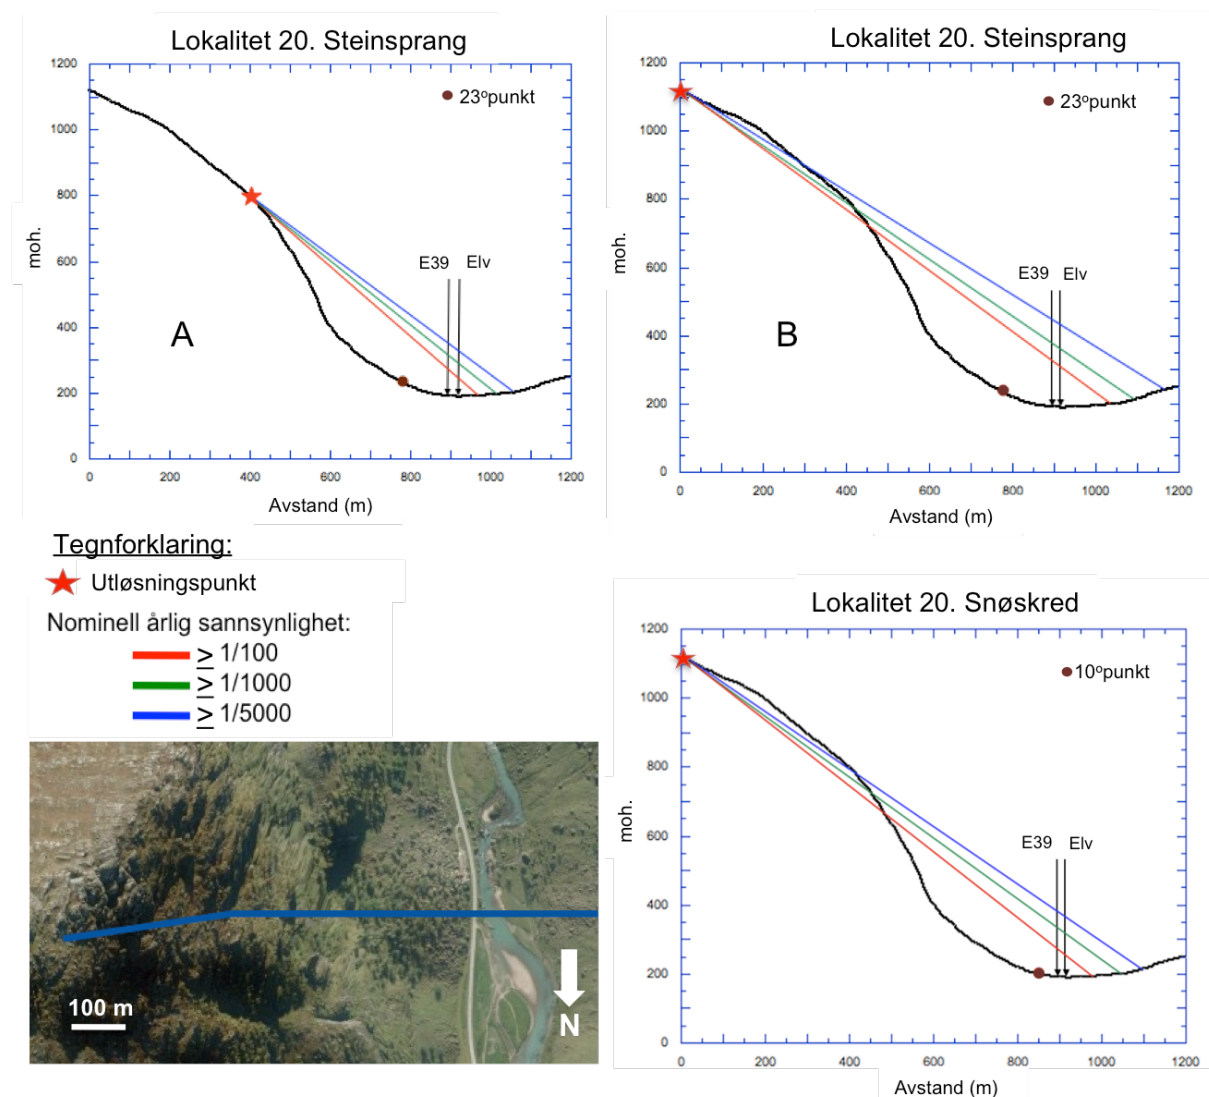 Lokalitet 20. Steinsprang
1200
1000
800
600
400
200
0
moh.
23°punkt
E39 Elv
A
0 200 400 600 800 1000 1200
Avstand (m)
Lokalitet 20. Steinsprang
1200
1000
800
600
400
200
0
moh.
23°punkt
E39 Elv
B
0 200 400 600 800 1000 1200
Avstand (m)
Tegnforklaring:
Utløsningspunkt
Nominell årlig sannsynlighet:
≥ 1/100
≥ 1/1000
≥ 1/5000
100 m
N
Lokalitet 20. Snøskred
1200
1000
800
600
400
200
0
moh.
10°punkt
E39 Elv
0 200 400 600 800 1000 1200
Avstand (m)